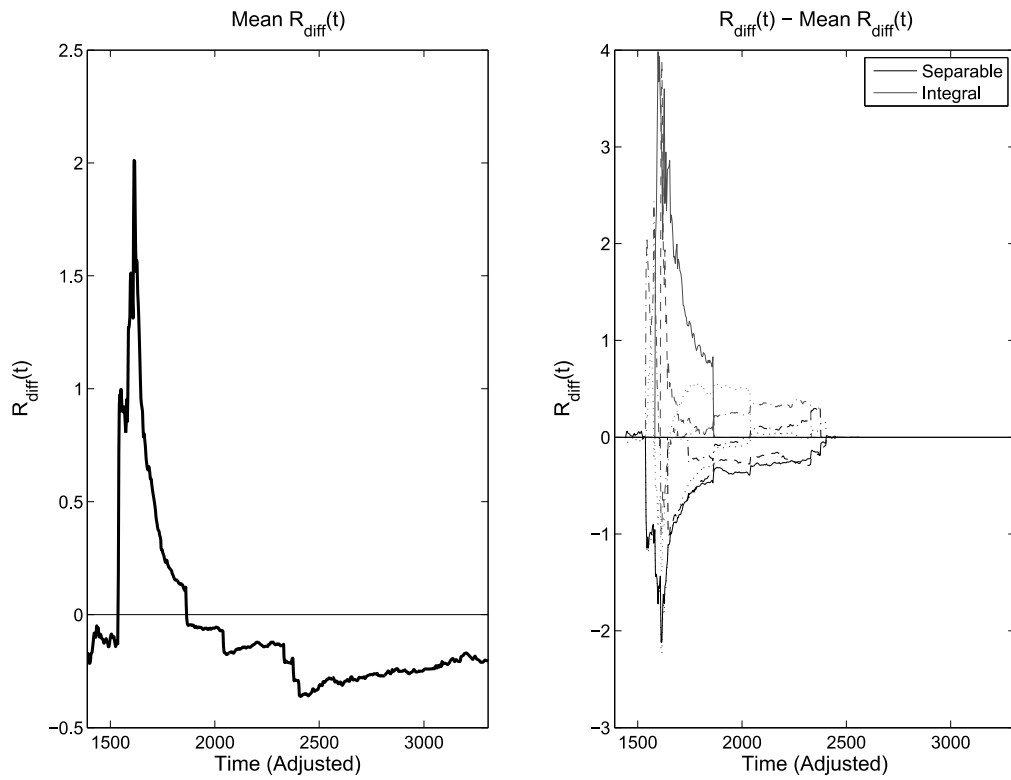 Mean R_diff(t)
2.5
2
1.5
1
0.5
0
−0.5
R_diff(t)
1500 2000 2500 3000
Time (Adjusted)
R_diff(t) − Mean R_diff(t)
4
3
2
1
0
−1
−2
−3
R_diff(t)
Separable
Integral
1500 2000 2500 3000
Time (Adjusted)